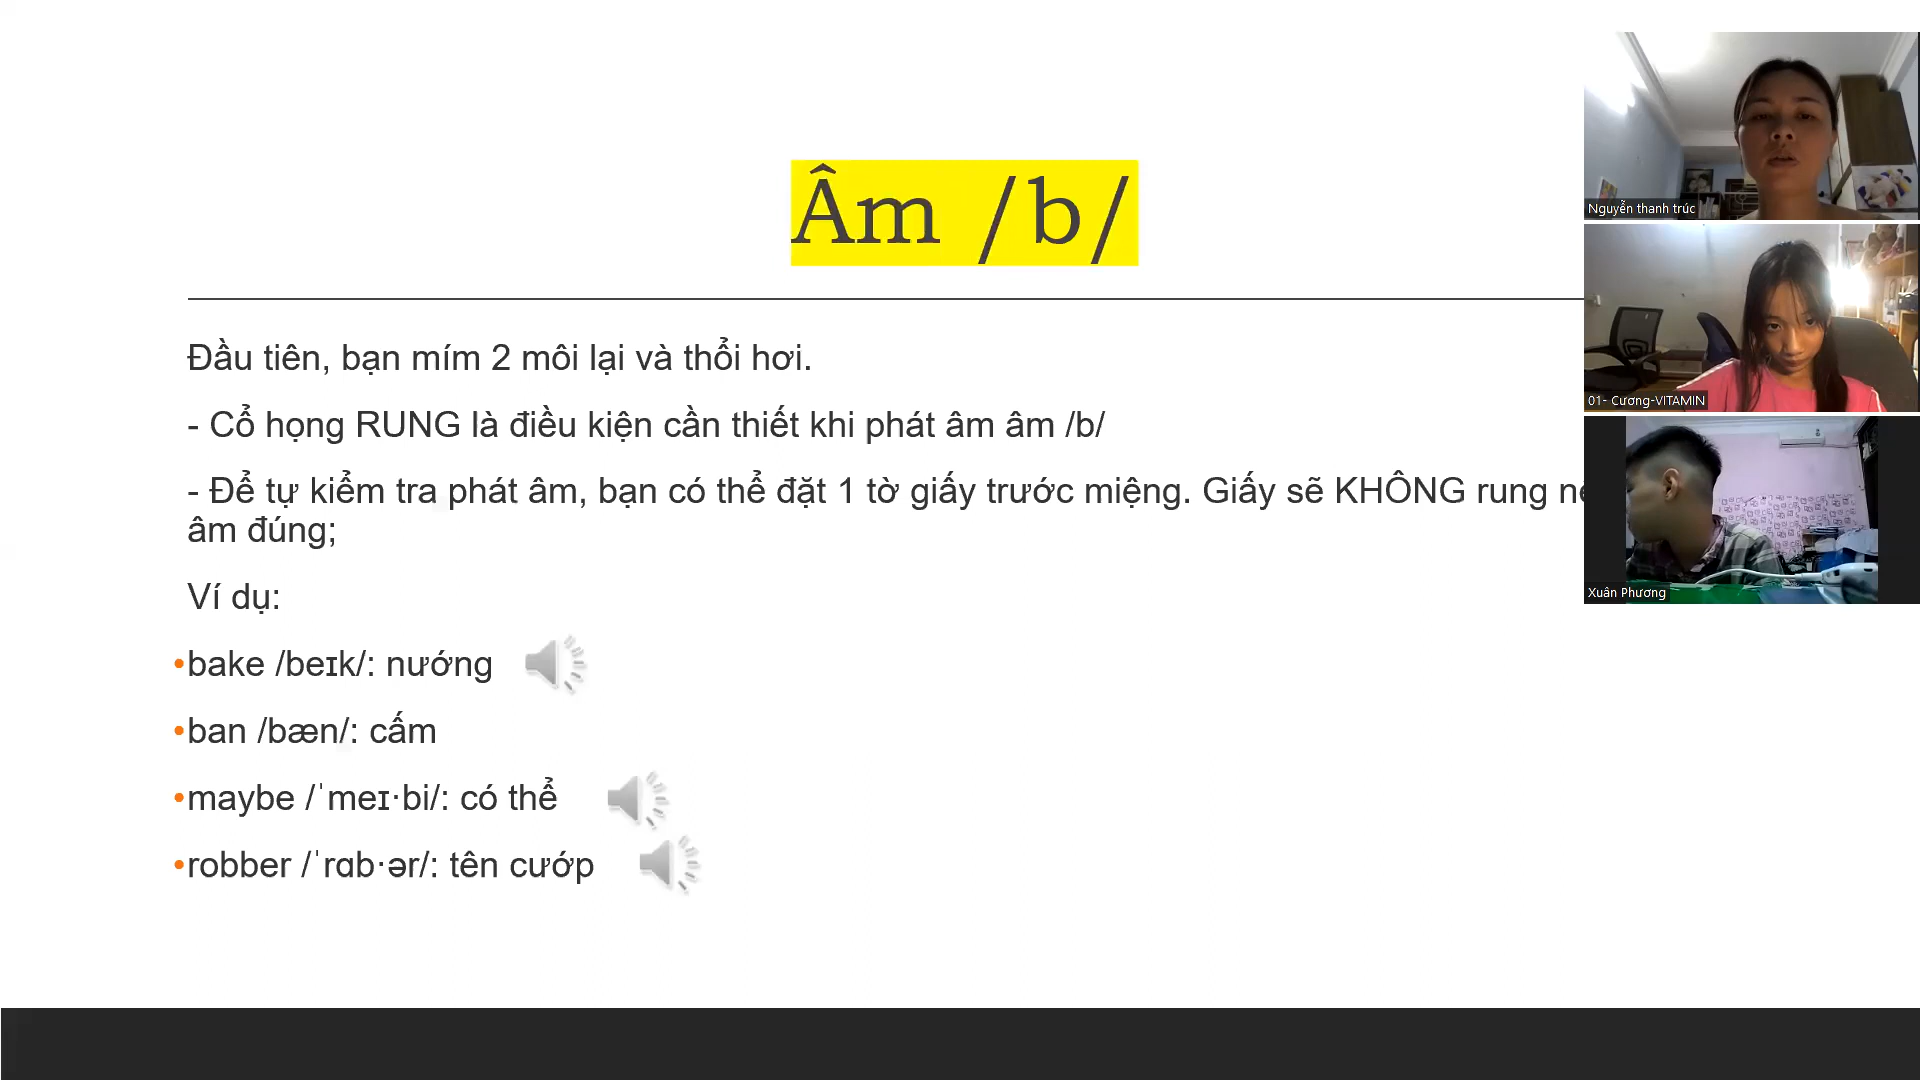 Âm /b/
Đầu tiên, bạn mím 2 môi lại và thổi hơi.
- Cổ họng RUNG là điều kiện cần thiết khi phát âm âm /b/
- Để tự kiểm tra phát âm, bạn có thể đặt 1 tờ giấy trước miệng. Giấy sẽ KHÔNG rung
âm đúng;
Ví dụ:
•bake /beɪk/: nướng
•ban /bæn/: cấm
•maybe /ˈmeɪ·bi/: có thể
•robber /ˈrɑb·ər/: tên cướp
Nguyễn thanh trúc
01- Cương-VITAMIN
Xuân Phương